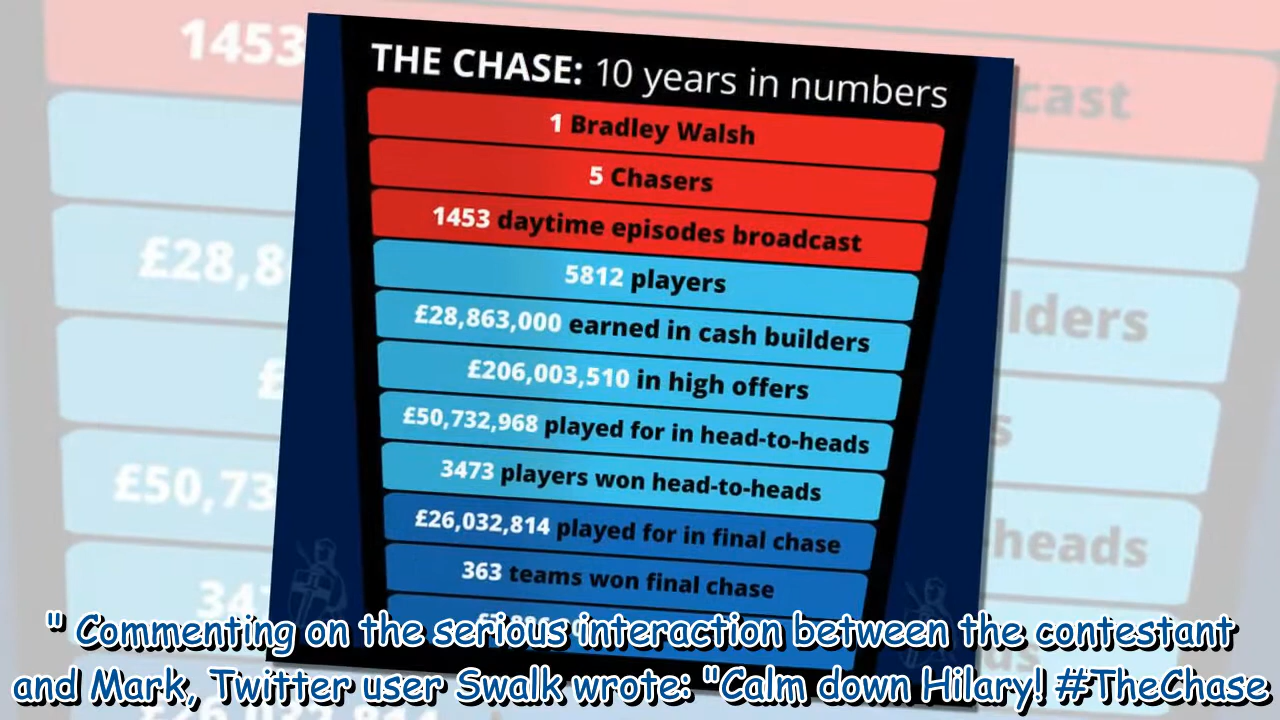 THE CHASE: 10 years in numbers
1 Bradley Walsh
5 Chasers
1453 daytime episodes broadcast
5812 players
£28,863,000 earned in cash builders
£206,003,510 in high offers
£50,732,968 played for in head-to-heads
3473 players won head-to-heads
£26,032,814 played for in final chase
363 teams won final chase
" Commenting on the serious interaction between the contestant
and Mark, Twitter user Swalk wrote: "Calm down Hilary! #TheChase